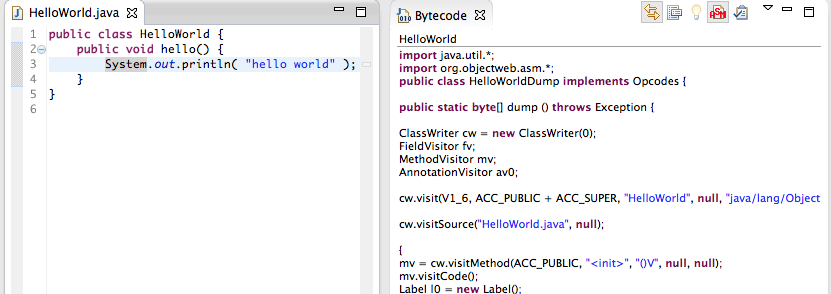 HelloWorld.java
1 public class HelloWorld {
2 public void hello() {
3 System.out.println( "hello world" );
4 }
5 }
6
Bytecode
010
ASM
HelloWorld
import java.util.*;
import org.objectweb.asm.*;
public class HelloWorldDump implements Opcodes {
public static byte[] dump () throws Exception {
ClassWriter cw = new ClassWriter(0);
FieldVisitor fv;
MethodVisitor mv;
AnnotationVisitor av0;
cw.visit(V1_6, ACC_PUBLIC + ACC_SUPER, "HelloWorld", null, "java/lang/Object
cw.visitSource("HelloWorld.java", null);
{
mv = cw.visitMethod(ACC_PUBLIC, "<init>", "()V", null, null);
mv.visitCode();
Label l0 = new Label();